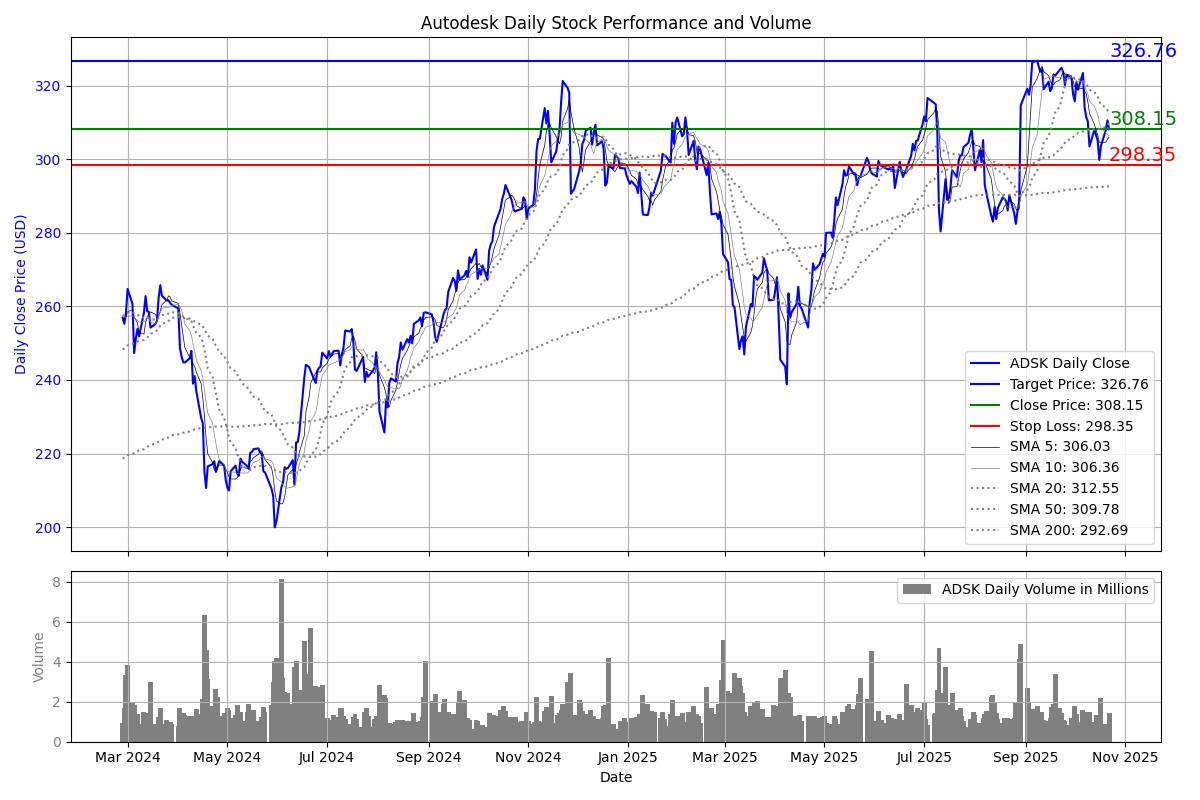 Autodesk Daily Stock Performance and Volume
326.76
308.15
298.35
Daily Close Price (USD)
320
300
280
260
240
220
200
ADSK Daily Close
Target Price: 326.76
Close Price: 308.15
Stop Loss: 298.35
SMA 5: 306.03
SMA 10: 306.36
SMA 20: 312.55
SMA 50: 309.78
SMA 200: 292.69
Volume
8
6
4
2
0
ADSK Daily Volume in Millions
Mar 2024 May 2024 Jul 2024 Sep 2024 Nov 2024 Jan 2025 Mar 2025 May 2025 Jul 2025 Sep 2025 Nov 2025
Date